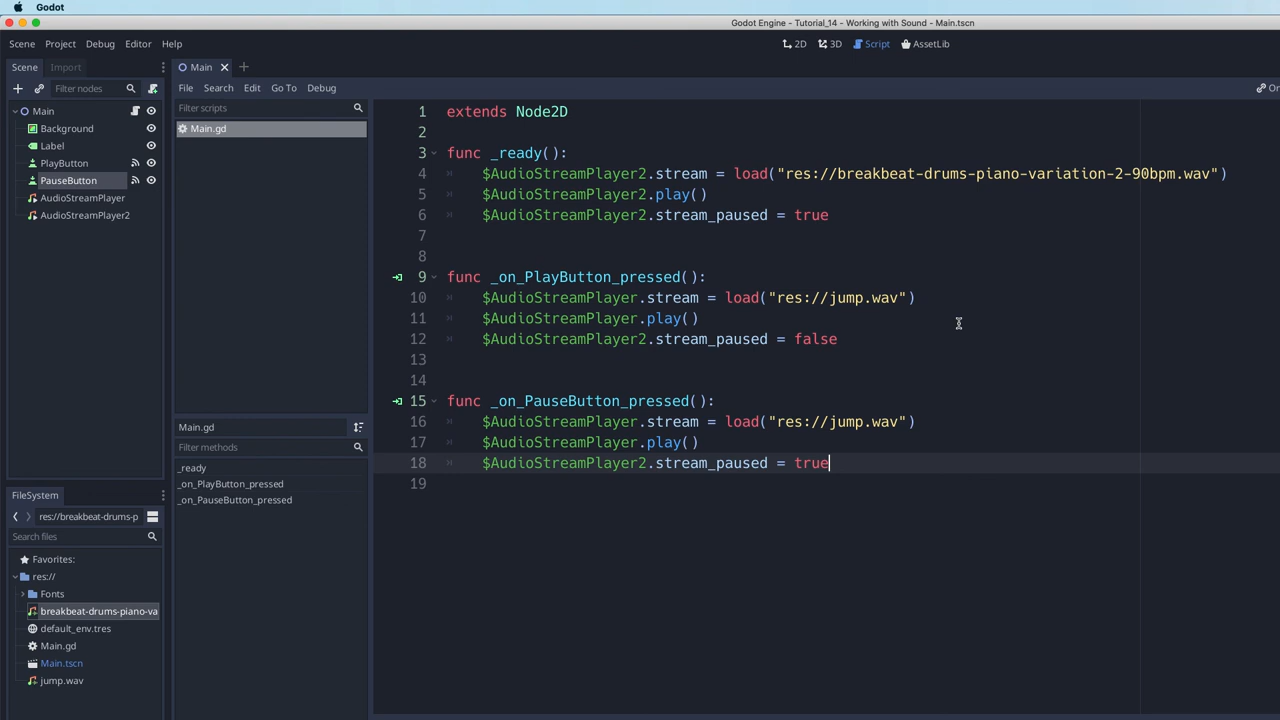 Godot
Godot Engine - Tutorial_14 - Working with Sound - Main.tscn
Scene Project Debug Editor Help
2D 3D Script AssetLib
Scene Import
Main
Filter nodes
File Search Edit Go To Debug
Filter scripts
Main
Background
Label
PlayButton
PauseButton
AudioStreamPlayer
AudioStreamPlayer2
Main.gd
1 extends Node2D
2
3 func _ready():
4 $AudioStreamPlayer2.stream = load("res://breakbeat-drums-piano-variation-2-90bpm.wav")
5 $AudioStreamPlayer2.play()
6 $AudioStreamPlayer2.stream_paused = true
7
8
9 func _on_PlayButton_pressed():
10 $AudioStreamPlayer.stream = load("res://jump.wav")
11 $AudioStreamPlayer.play()
12 $AudioStreamPlayer2.stream_paused = false
13
14
15 func _on_PauseButton_pressed():
16 $AudioStreamPlayer.stream = load("res://jump.wav")
17 $AudioStreamPlayer.play()
18 $AudioStreamPlayer2.stream_paused = true
19
Main.gd
Filter methods
_ready
_on_PlayButton_pressed
_on_PauseButton_pressed
FileSystem
res://breakbeat-drums-p
Search files
Favorites:
res://
Fonts
breakbeat-drums-piano-va
default_env.tres
Main.gd
Main.tscn
jump.wav